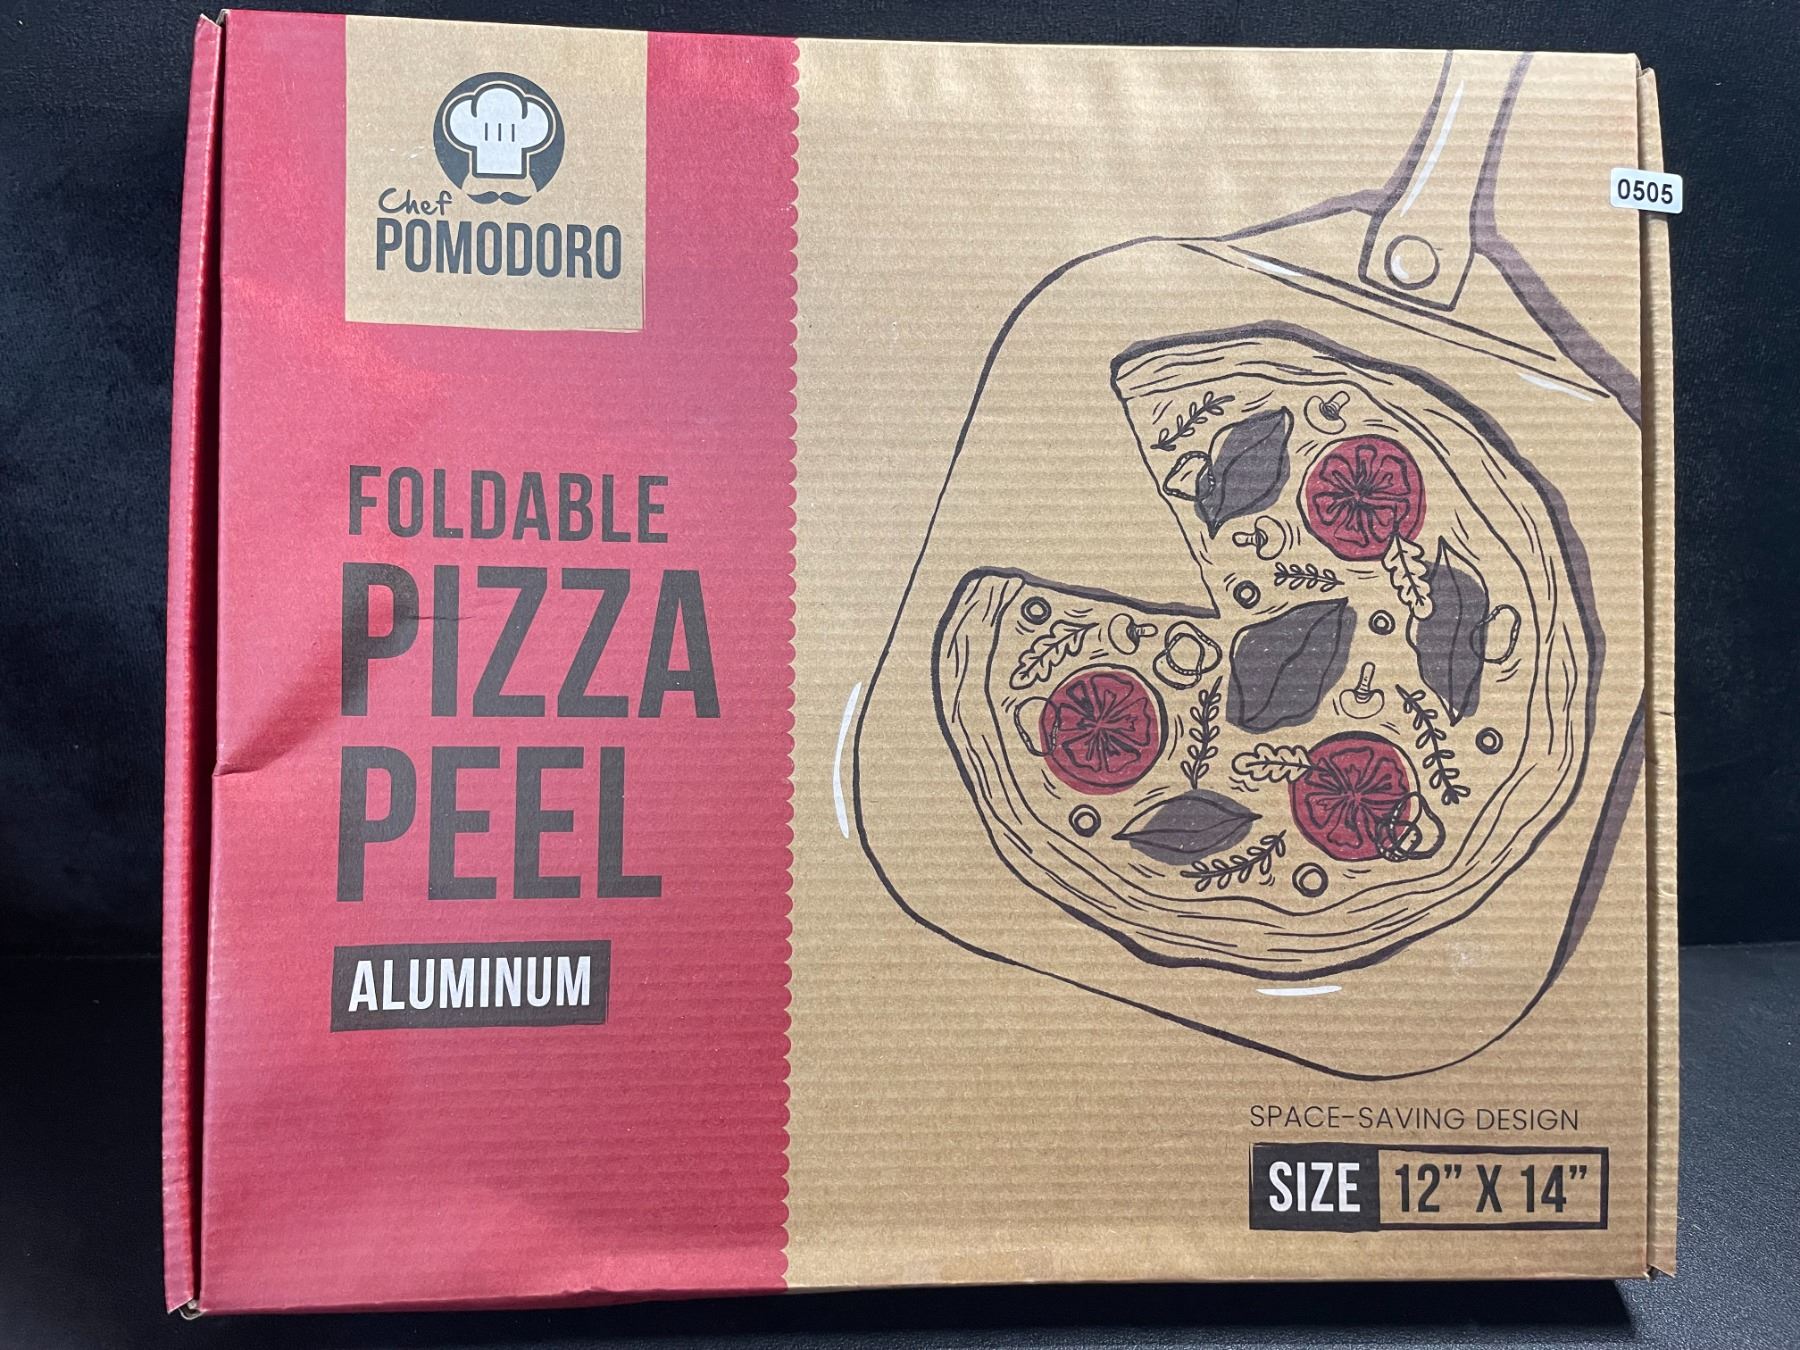 Chef
POMODORO
FOLDABLE
PIZZA
PEEL
ALUMINUM
0505
SPACE-SAVING DESIGN
SIZE 12” X 14”